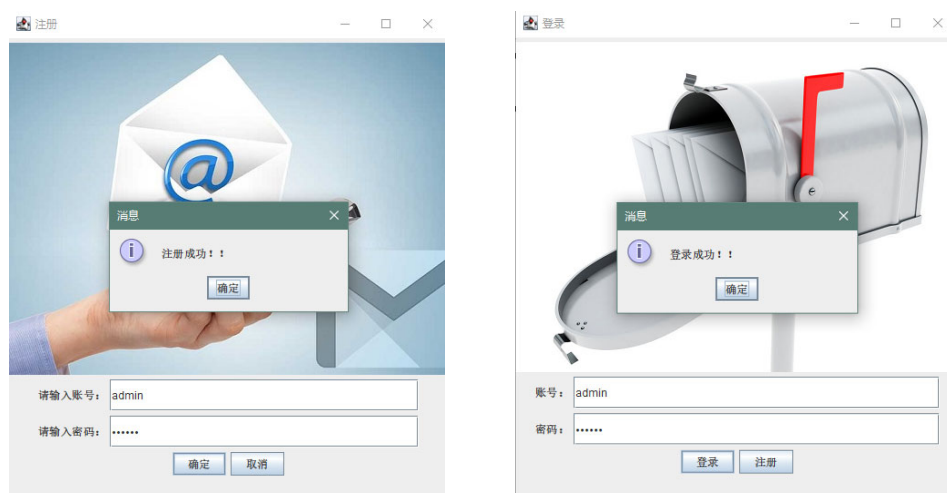 注册
@
消息
注册成功！！
确定
请输入账号：admin
请输入密码：••••••
确定 取消
登录
消息
登录成功！！
确定
账号：admin
密码：••••••
登录 注册